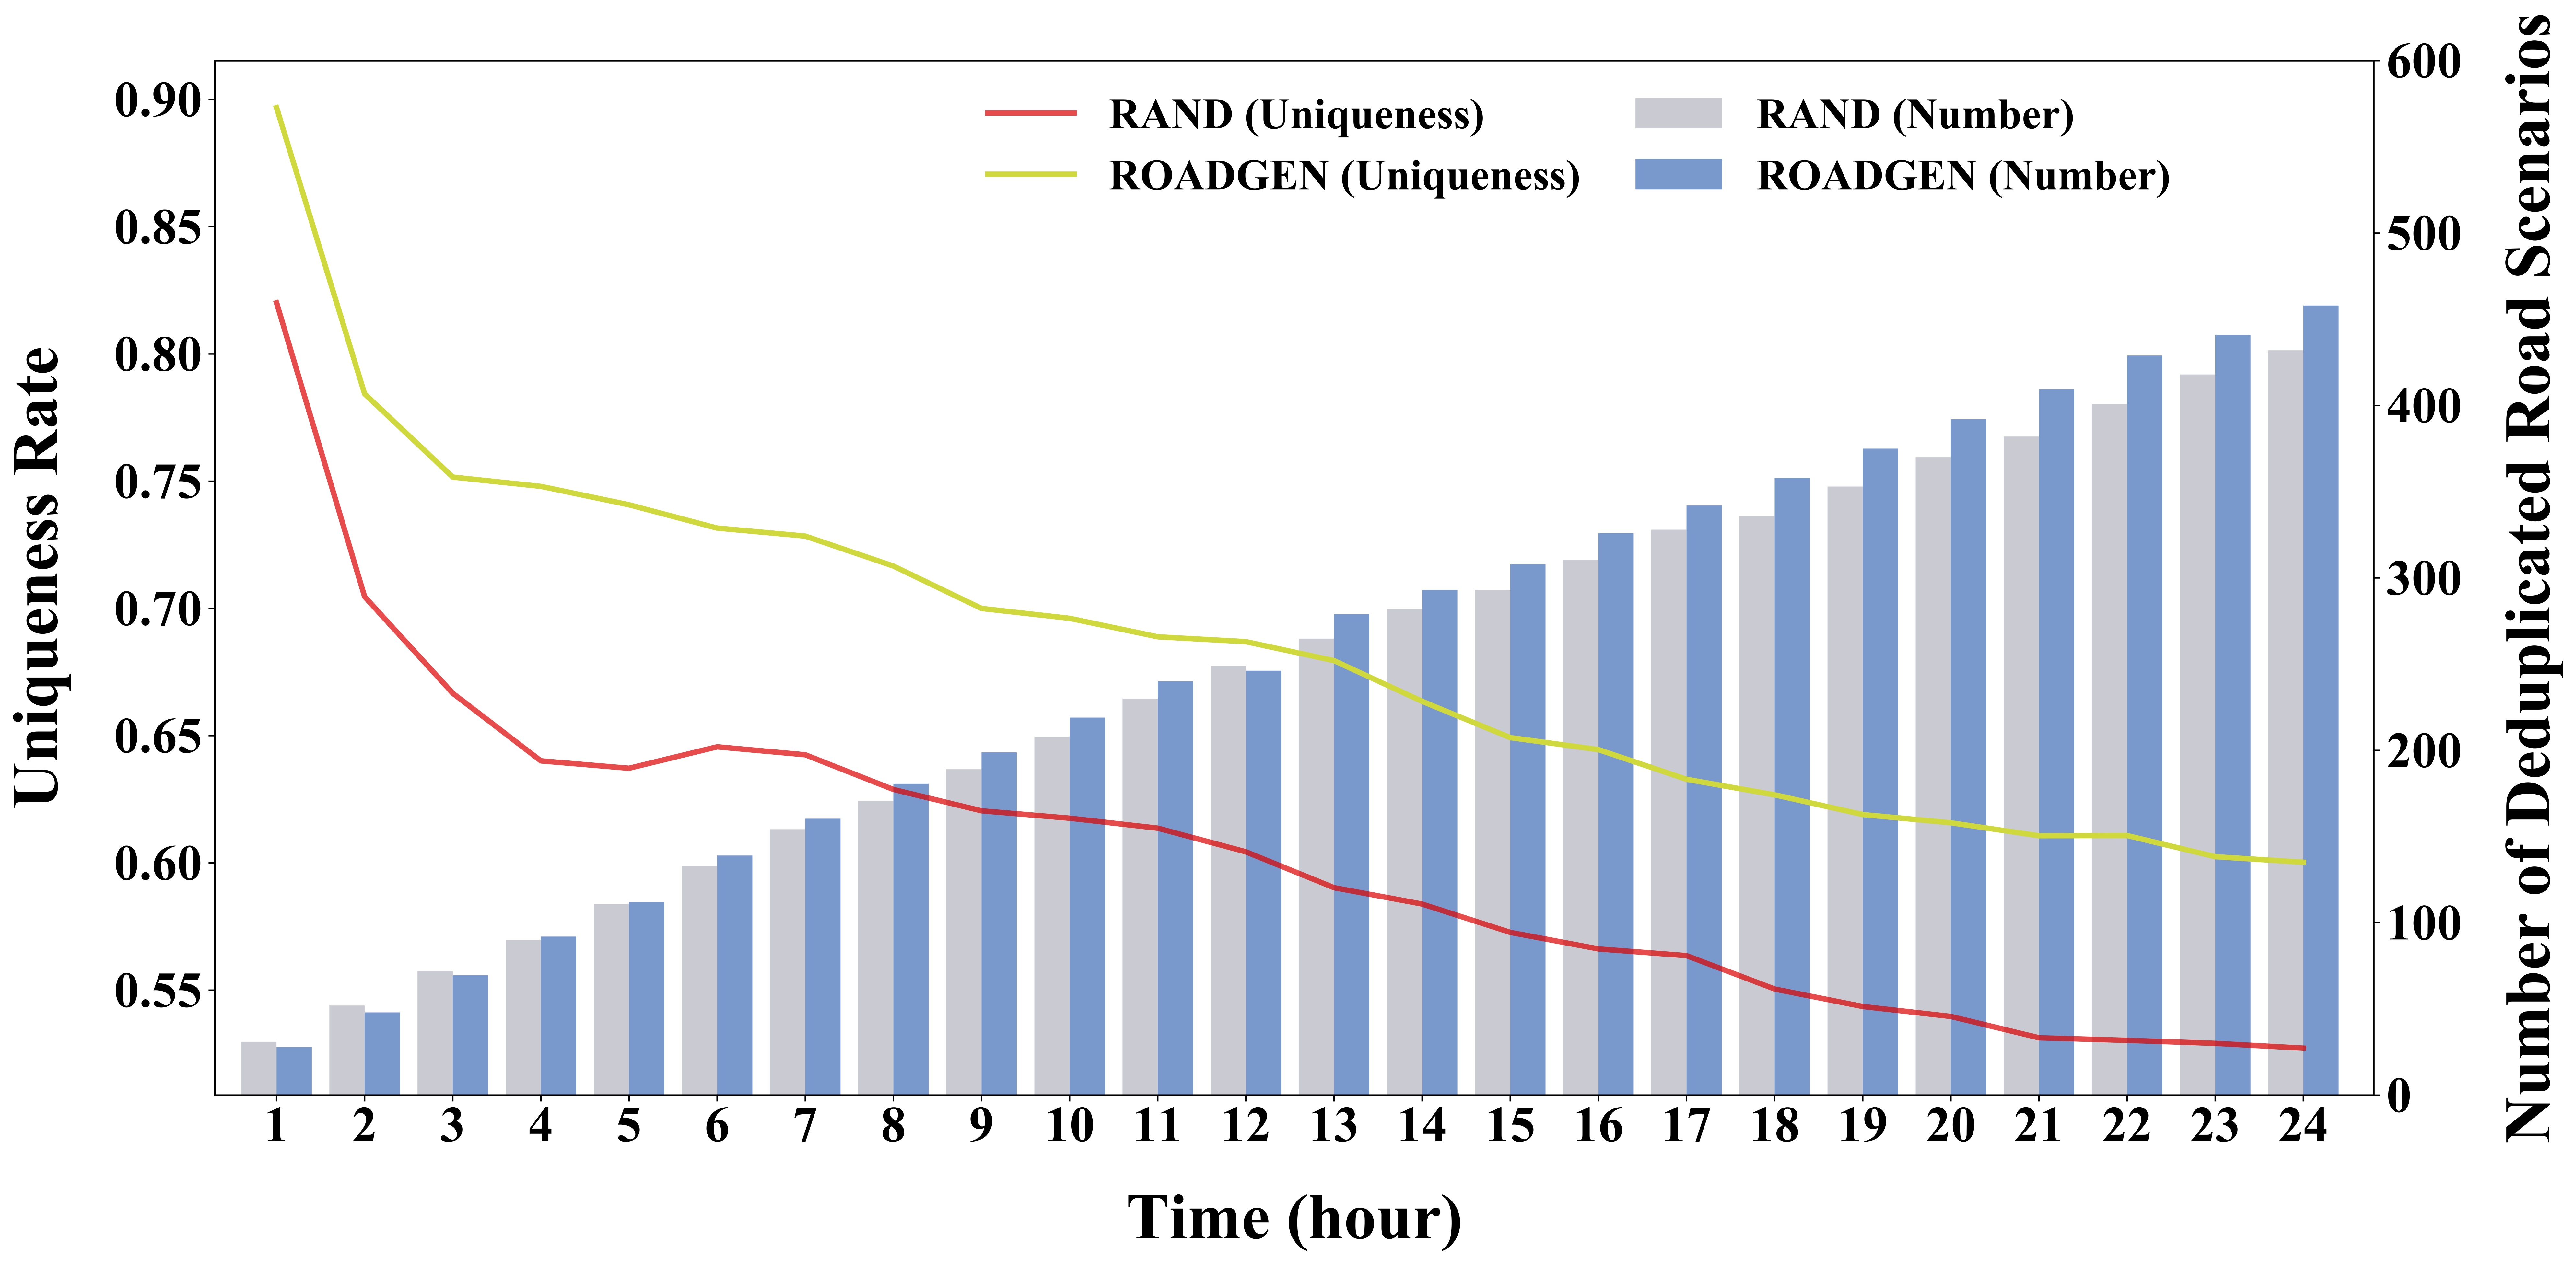 Uniqueness Rate
0.90
0.85
0.80
0.75
0.70
0.65
0.60
0.55
RAND (Uniqueness)
ROADGEN (Uniqueness)
RAND (Number)
ROADGEN (Number)
600
500
400
300
200
100
0
Number of Deduplicated Road Scenarios
1 2 3 4 5 6 7 8 9 10 11 12 13 14 15 16 17 18 19 20 21 22 23 24
Time (hour)